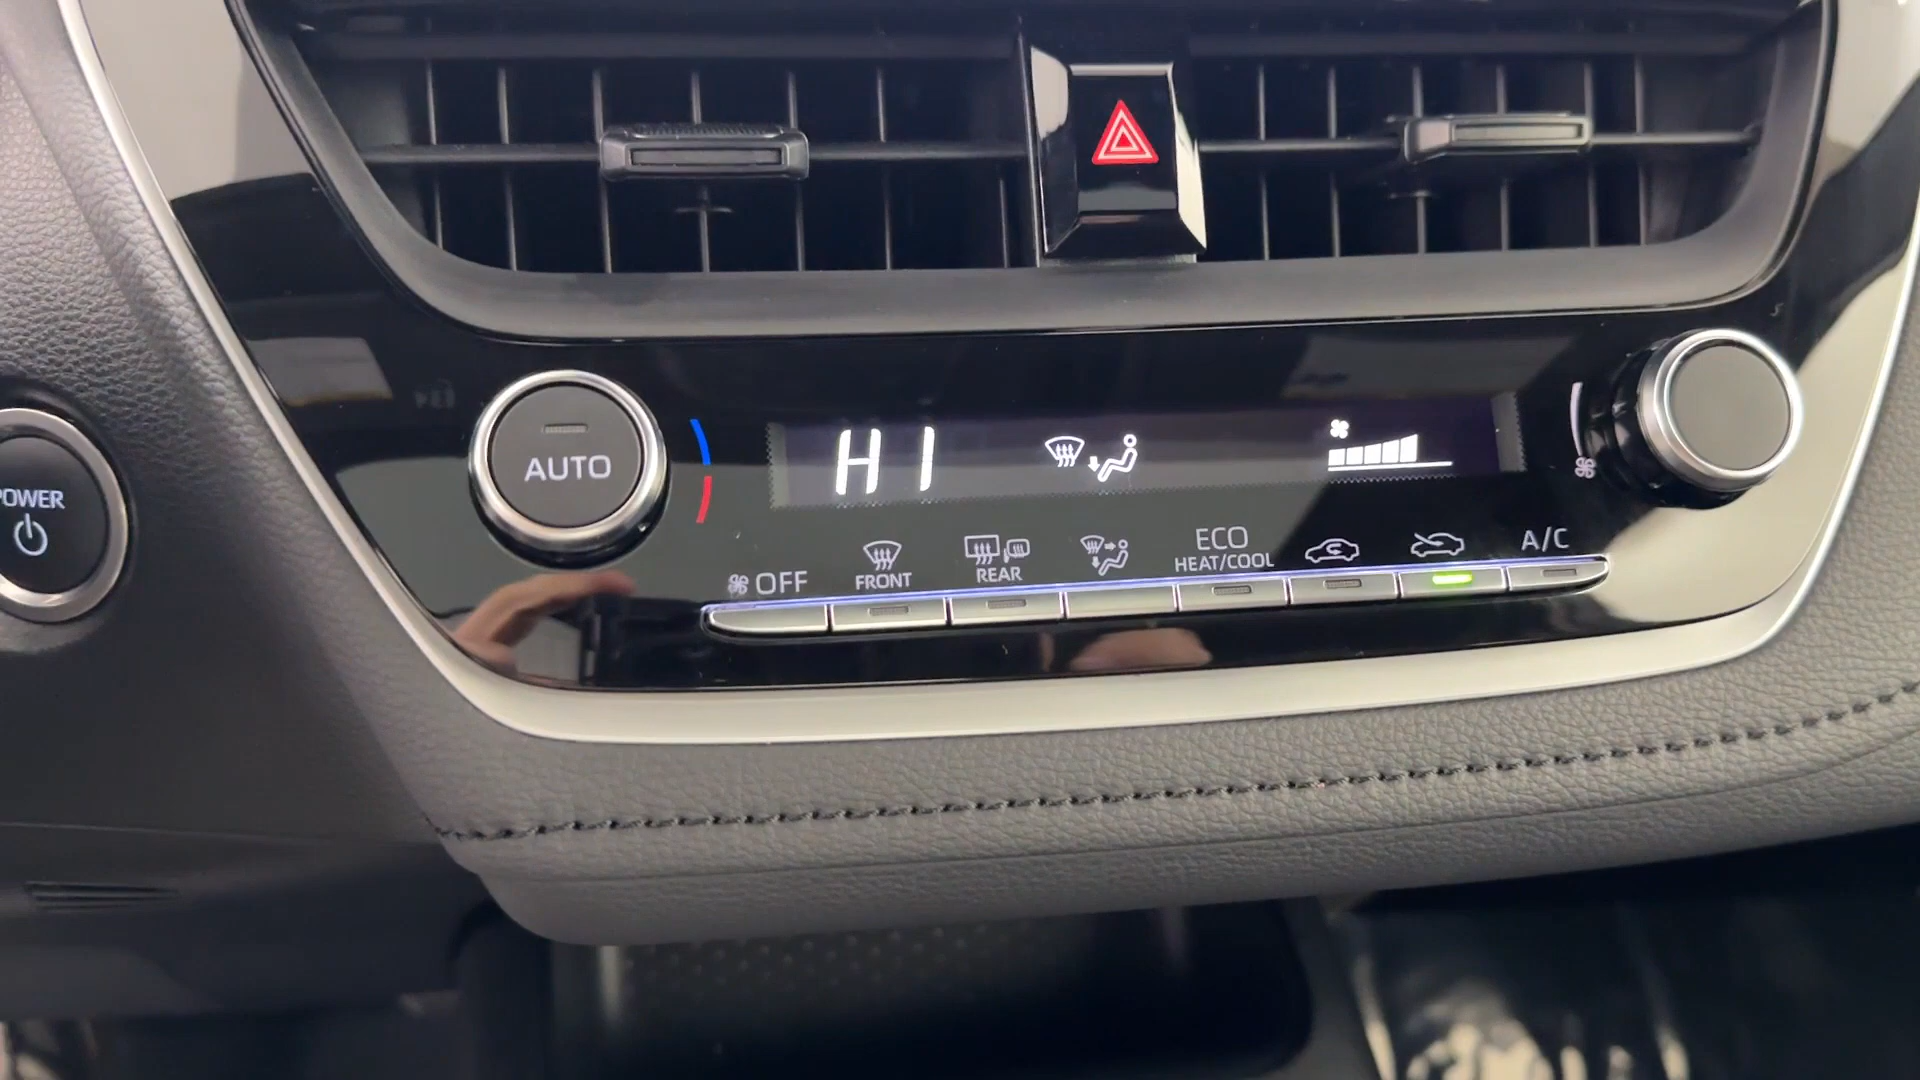 POWER
AUTO
HI
OFF
FRONT
REAR
ECO
HEAT/COOL
A/C